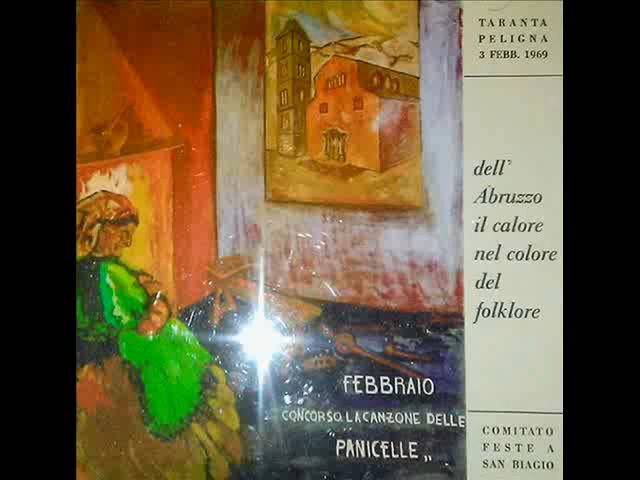 TARANTA
PELIGNA
3 FEBB. 1969
dell'
Abruzzo
il calore
nel colore
del
folklore
FEBBRAIO
CONCORSO LA CANZONE DELLE
"PANICELLE„
COMITATO
FESTE A
SAN BIAGIO